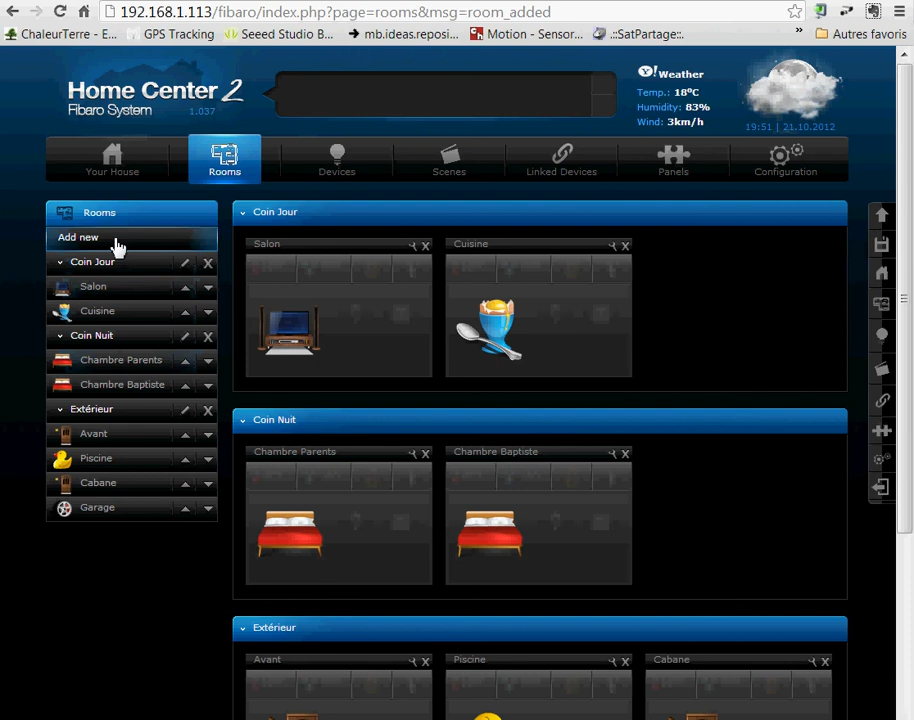 192.168.1.113/fibaro/index.php?page=rooms&msg=room_added
ChaleurTerre - E...
GPS Tracking
Seeed Studio B...
mb.ideas.reposi...
Motion - Sensor...
.::SatPartage::.
»
Autres favoris
Home Center 2
Fibaro System
1.037
Y! Weather
Temp.: 18°C
Humidity: 83%
Wind: 3km/h
19:51 | 21.10.2012
Your House
Rooms
Devices
Scenes
Linked Devices
Panels
Configuration
Rooms
Add new
Coin Jour
Salon
Cuisine
Coin Nuit
Chambre Parents
Chambre Baptiste
Extérieur
Avant
Piscine
Cabane
Garage
Coin Jour
Salon
Cuisine
Coin Nuit
Chambre Parents
Chambre Baptiste
Extérieur
Avant
Piscine
Cabane